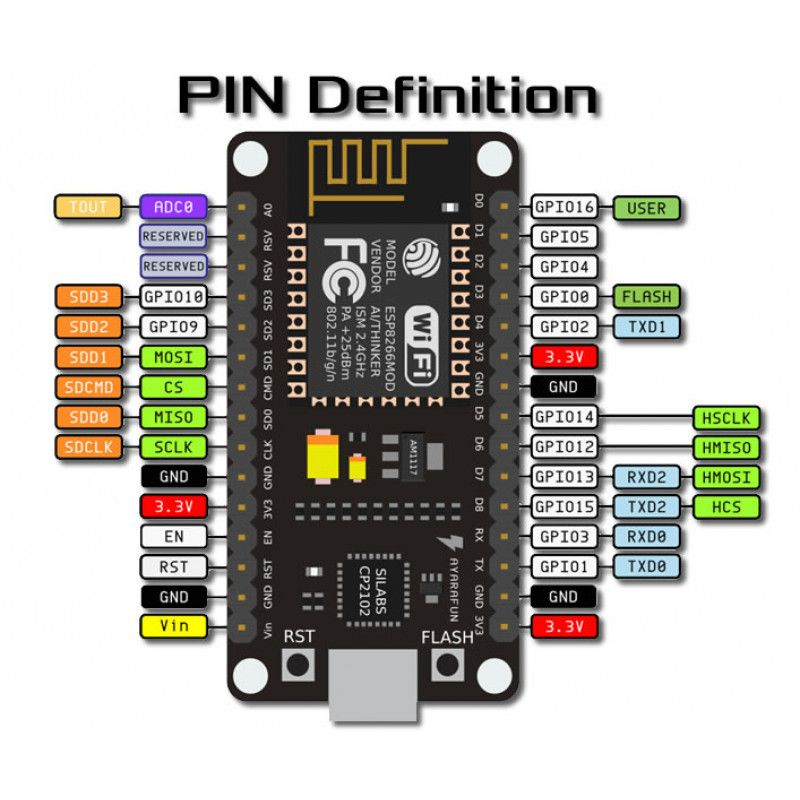 PIN Definition
TOUT ADC0 A0 D0 GPIO16 USER
RESERVED RSV D1 GPIO5
RESERVED RSV D2 GPIO4
SDD3 GPIO10 SD3 D3 GPIO0 FLASH
SDD2 GPIO9 SD2 D4 GPIO2 TXD1
SDD1 MOSI SD1 3V3 3.3V
SDCMD CS CMD GND GND
SDD0 MISO SD0 D5 GPIO14 HSCLK
SDCLK SCLK CLK D6 GPIO12 HMISO
GND GND D7 GPIO13 RXD2 HMOSI
3.3V 3V3 D8 GPIO15 TXD2 HCS
EN EN RX GPIO3 RXD0
RST RST TX GPIO1 TXD0
GND GND GND GND
Vin Vin 3V3 3.3V
MODEL ESP8266MOD
VENDOR AI/THINKER
ISM 2.4GHz
PA +25dBm
802.11b/g/n
FC
WiFi
AM1117
SILABS
CP2102
AYARAFUN
RST
FLASH